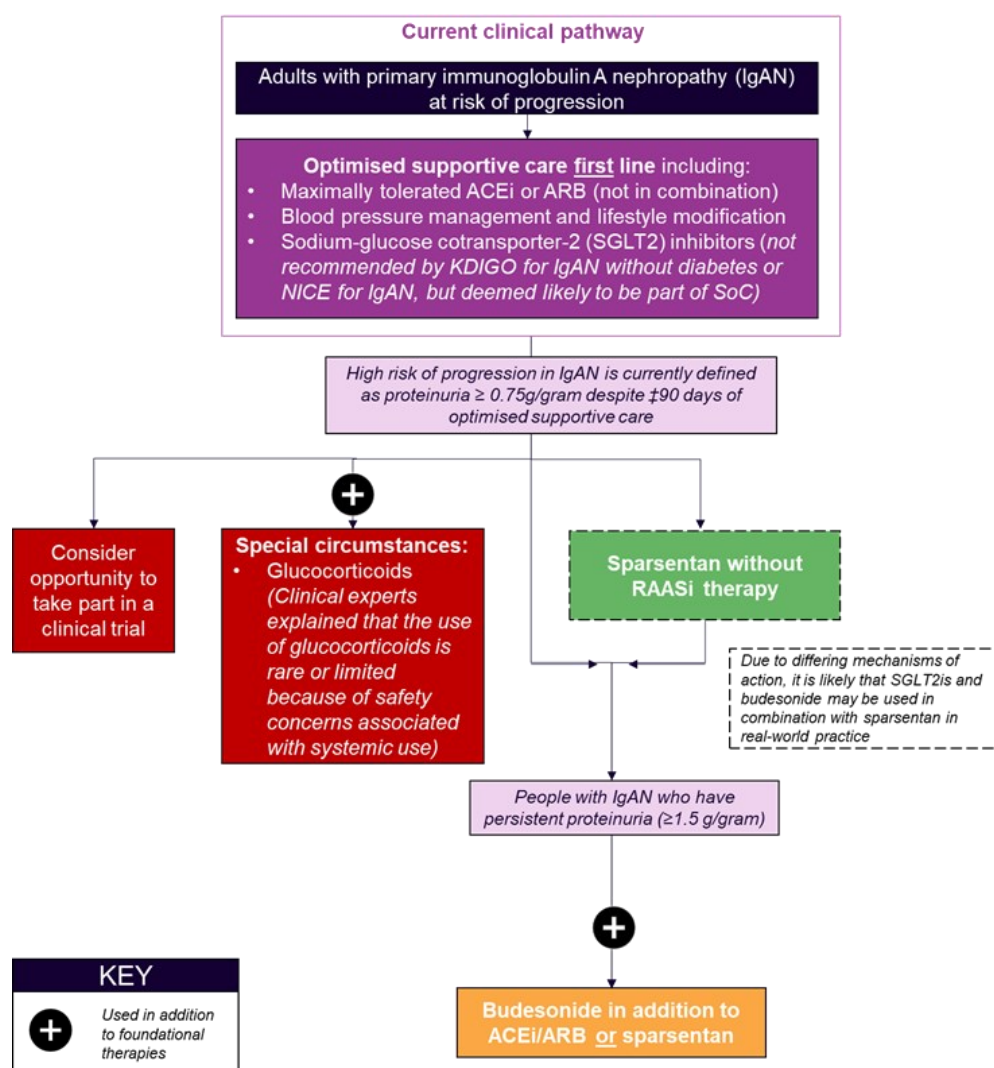 Current clinical pathway
Adults with primary immunoglobulin A nephropathy (IgAN)
at risk of progression
Optimised supportive care first line including:
• Maximally tolerated ACEi or ARB (not in combination)
• Blood pressure management and lifestyle modification
• Sodium-glucose cotransporter-2 (SGLT2) inhibitors (not
recommended by KDIGO for IgAN without diabetes or
NICE for IgAN, but deemed likely to be part of SoC)
High risk of progression in IgAN is currently defined
as proteinuria ≥ 0.75g/gram despite ‡90 days of
optimised supportive care
+
Consider
opportunity to
take part in a
clinical trial
Special circumstances:
• Glucocorticoids
(Clinical experts
explained that the use
of glucocorticoids is
rare or limited
because of safety
concerns associated
with systemic use)
Sparsentan without
RAASi therapy
Due to differing mechanisms of
action, it is likely that SGLT2is and
budesonide may be used in
combination with sparsentan in
real-world practice
People with IgAN who have
persistent proteinuria (≥1.5 g/gram)
+
Budesonide in addition to
ACEi/ARB or sparsentan
KEY
+
Used in addition
to foundational
therapies